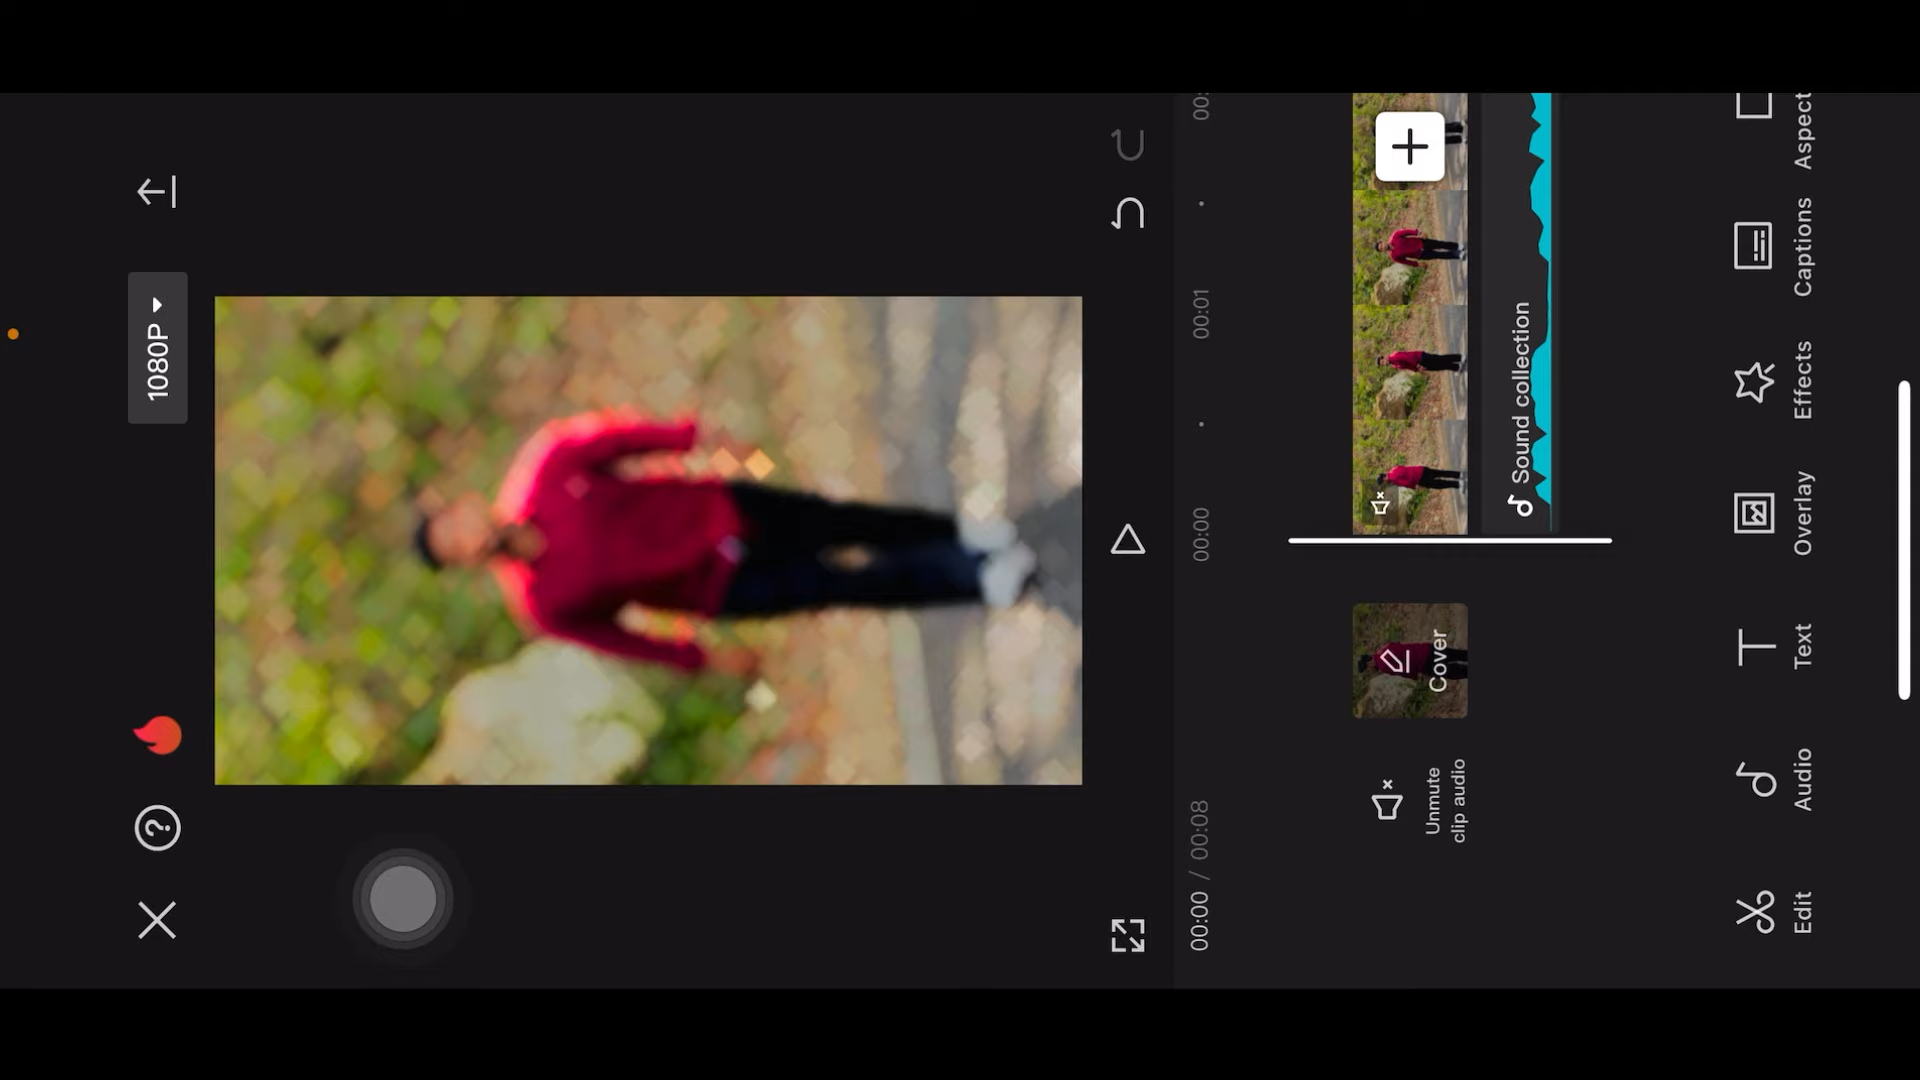 1080P
00:00 / 00:08
00:00
00:01
00:
Unmute
clip audio
Cover
Sound collection
Edit
Audio
Text
Overlay
Effects
Captions
Aspect